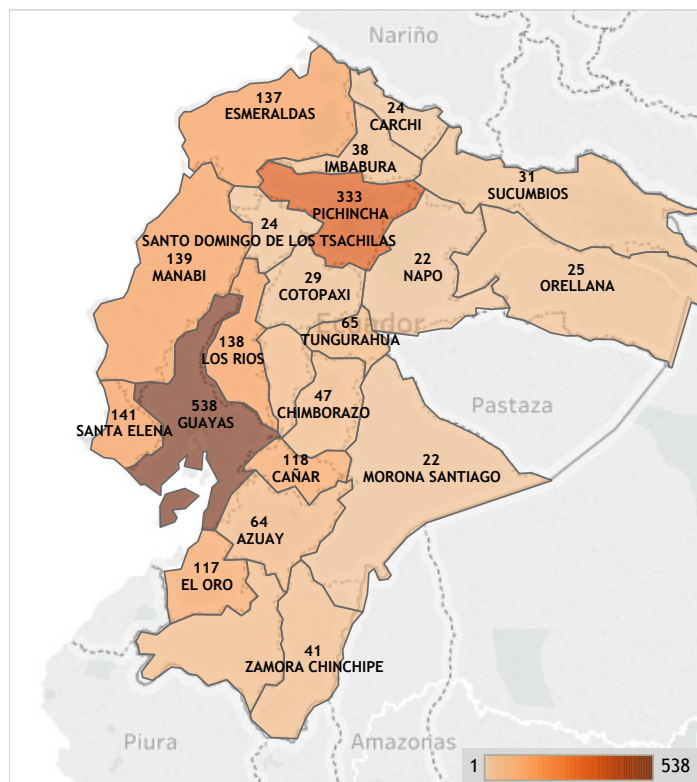 Nariño
137
ESMERALDAS
24
CARCHI
38
IMBABURA
31
SUCUMBIOS
333
PICHINCHA
24
SANTO DOMINGO DE LOS TSACHILAS
139
MANABI
22
NAPO
25
ORELLANA
29
COTOPAXI
Ecuador
65
TUNGURAHUA
138
LOS RIOS
47
CHIMBORAZO
Pastaza
141
SANTA ELENA
538
GUAYAS
118
CAÑAR
22
MORONA SANTIAGO
64
AZUAY
117
EL ORO
41
ZAMORA CHINCHIPE
Piura
Amazonas
1 538